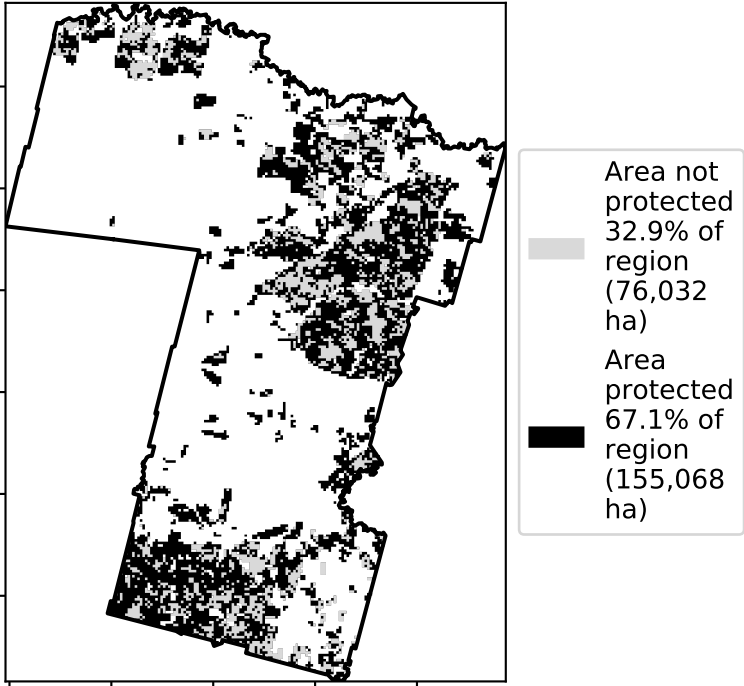 Area not
protected
32.9% of
region
(76,032
ha)
Area
protected
67.1% of
region
(155,068
ha)